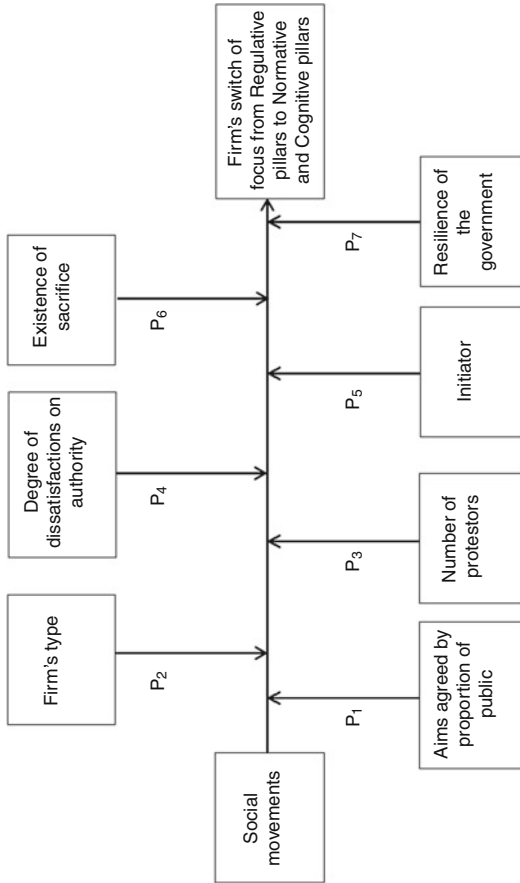 Firm's type
Degree of
dissatisfactions on
authority
Existence of
sacrifice
P2
P4
P6
Social
movements
Firm's switch of
focus from Regulative
pillars to Normative
and Cognitive pillars
P1
P3
P5
P7
Aims agreed by
proportion of
public
Number of
protestors
Initiator
Resilience of
the
government